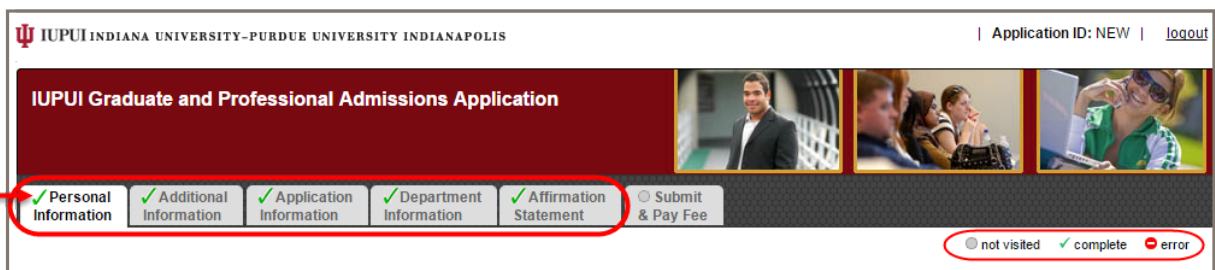 IUPUI INDIANA UNIVERSITY–PURDUE UNIVERSITY INDIANAPOLIS
| Application ID: NEW | logout
IUPUI Graduate and Professional Admissions Application
Personal Information
Additional Information
Application Information
Department Information
Affirmation Statement
Submit & Pay Fee
not visited complete error